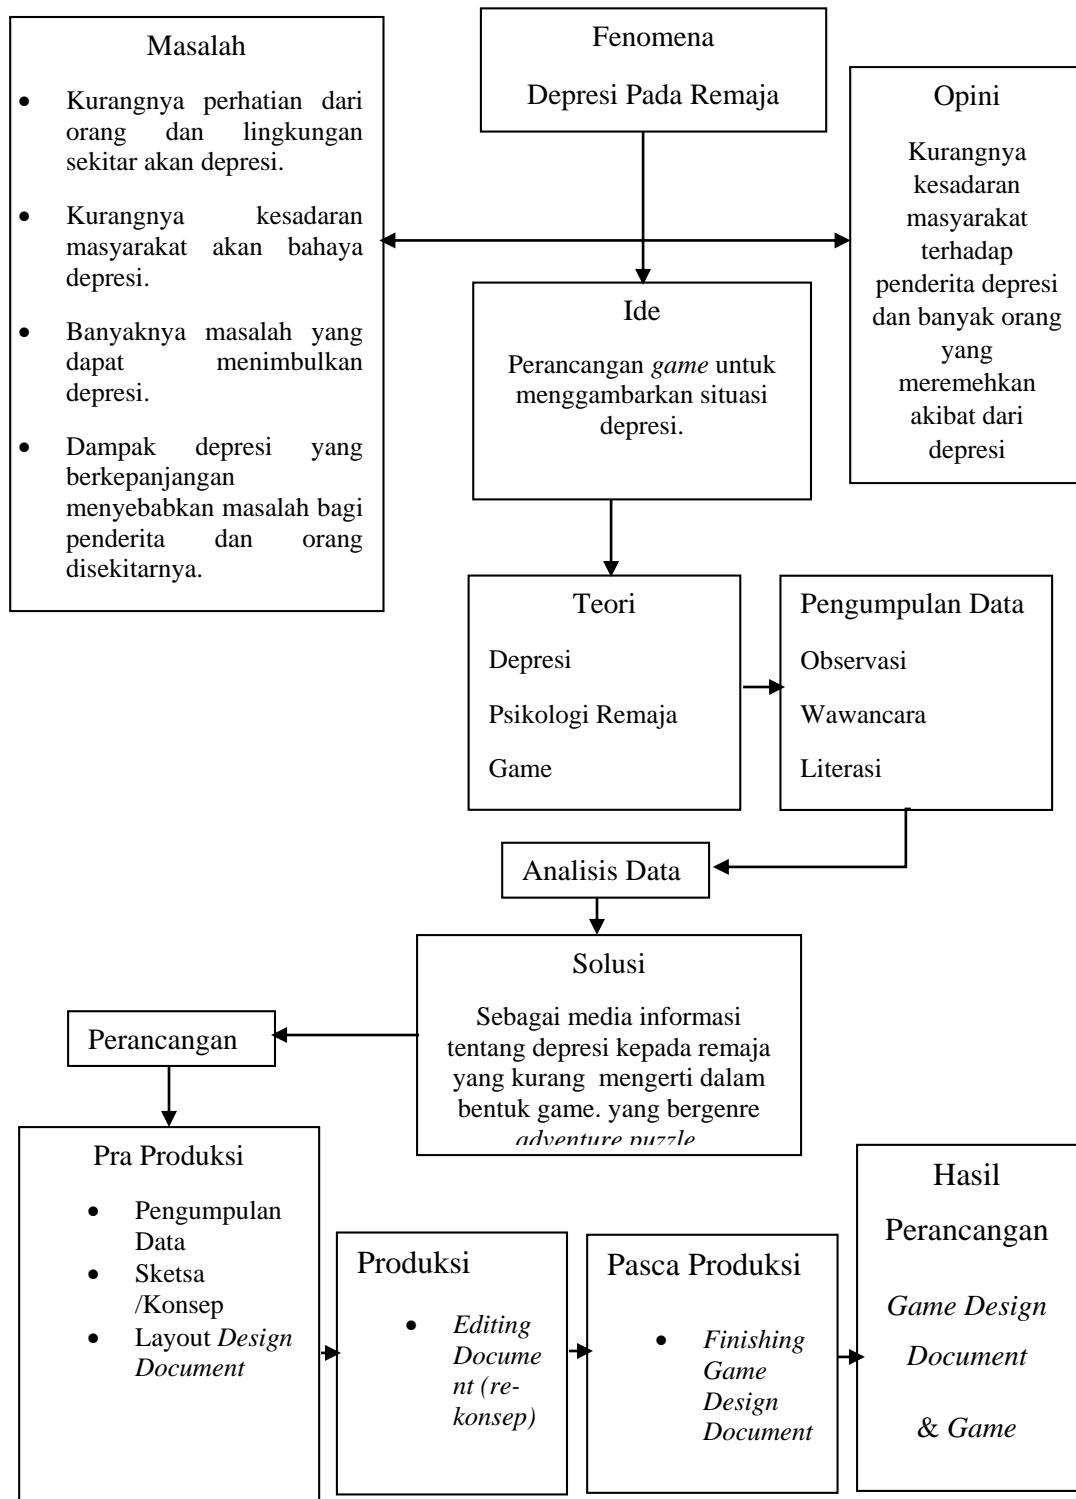 Fenomena
Depresi Pada Remaja
Masalah
• Kurangnya perhatian dari
orang dan lingkungan
sekitar akan depresi.
• Kurangnya kesadaran
masyarakat akan bahaya
depresi.
• Banyaknya masalah yang
dapat menimbulkan
depresi.
• Dampak depresi yang
berkepanjangan
menyebabkan masalah bagi
penderita dan orang
disekitarnya.
Opini
Kurangnya
kesadaran
masyarakat
terhadap
penderita depresi
dan banyak orang
yang
meremehkan
akibat dari
depresi
Ide
Perancangan game untuk
menggambarkan situasi
depresi.
Teori
Depresi
Psikologi Remaja
Game
Pengumpulan Data
Observasi
Wawancara
Literasi
Analisis Data
Solusi
Sebagai media informasi
tentang depresi kepada remaja
yang kurang  mengerti dalam
bentuk game. yang bergenre
adventure puzzle
Perancangan
Pra Produksi
• Pengumpulan
Data
• Sketsa
/Konsep
• Layout Design
Document
Produksi
• Editing
Docume
nt (re-
konsep)
Pasca Produksi
• Finishing
Game
Design
Document
Hasil
Perancangan
Game Design
Document
& Game